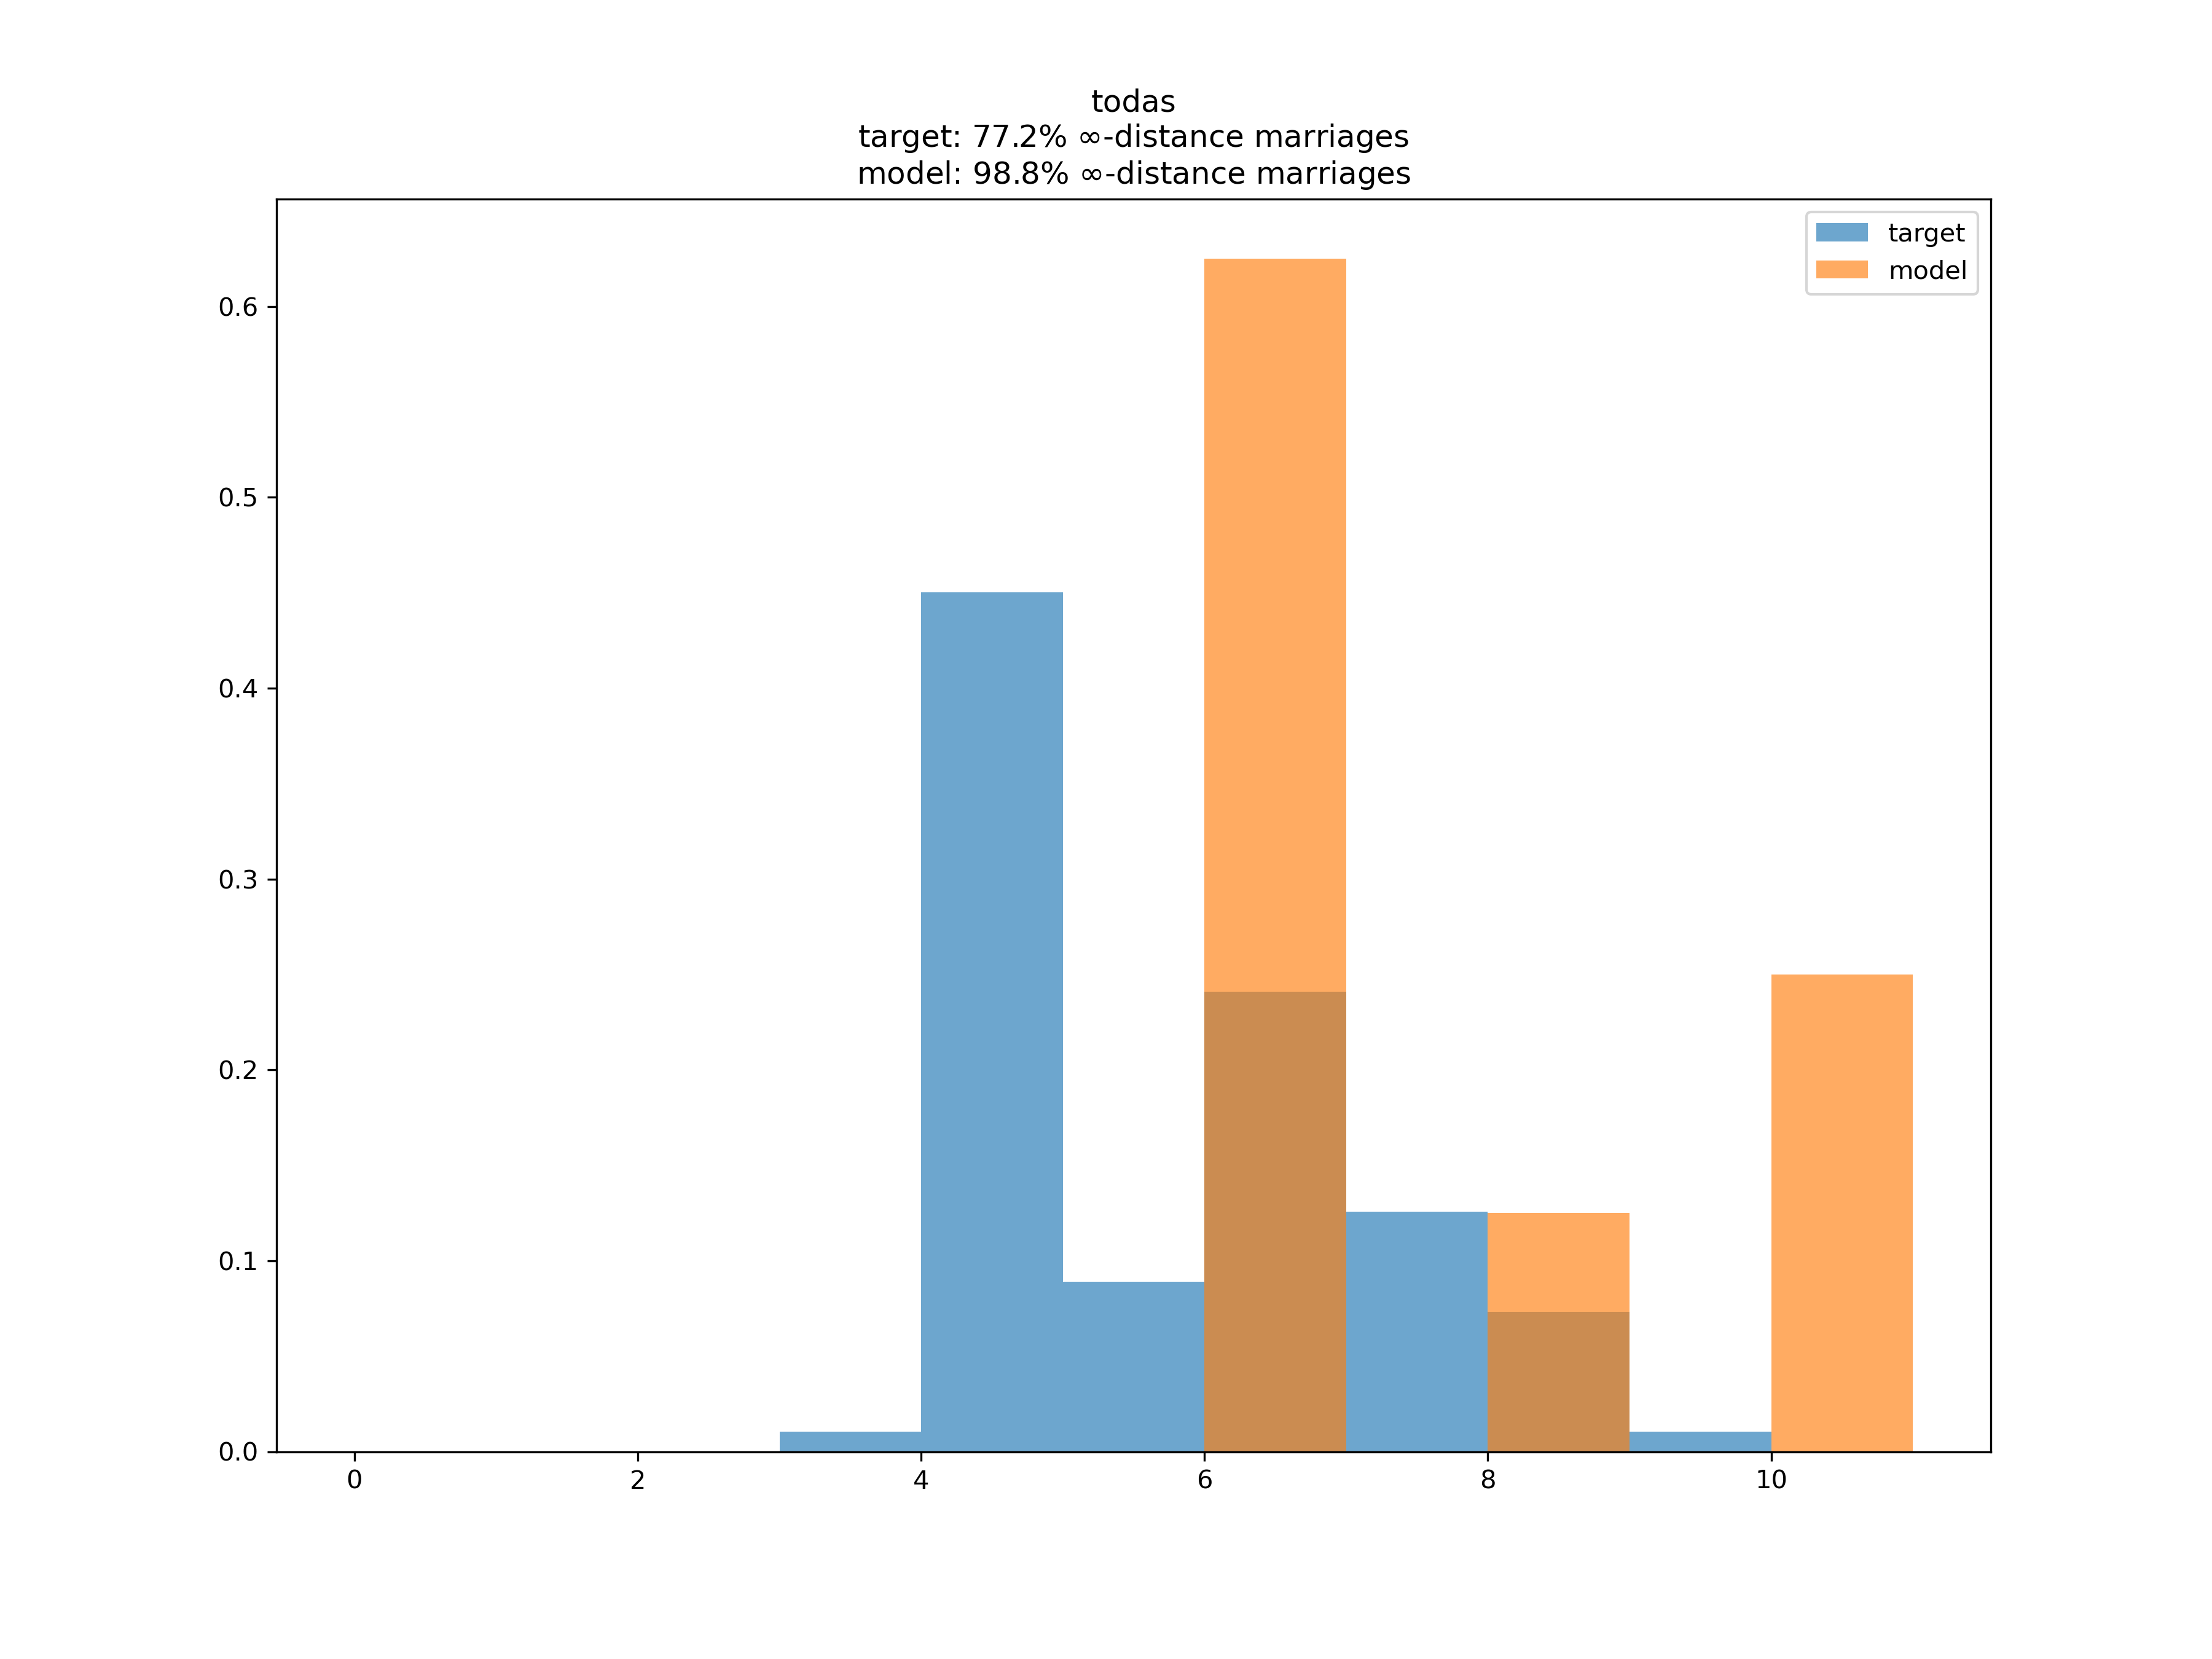 todas
target: 77.2% ∞-distance marriages
model: 98.8% ∞-distance marriages
target
model
0.6
0.5
0.4
0.3
0.2
0.1
0.0
0 2 4 6 8 10